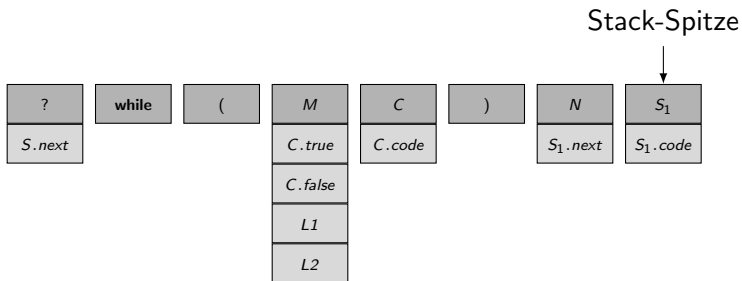 Stack-Spitze
? while ( M C ) N S₁
S.next C.true C.code S₁.next S₁.code
C.false
L1
L2